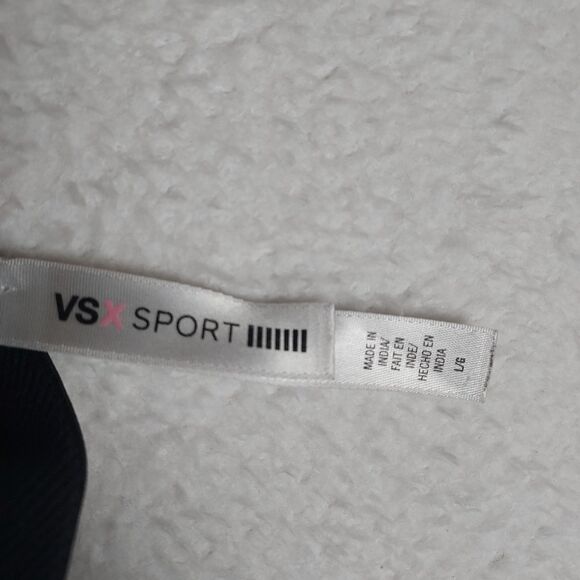 VSX SPORT
MADE IN
INDIA/
FAIT EN
INDE/
HECHO EN
INDIA
L/G